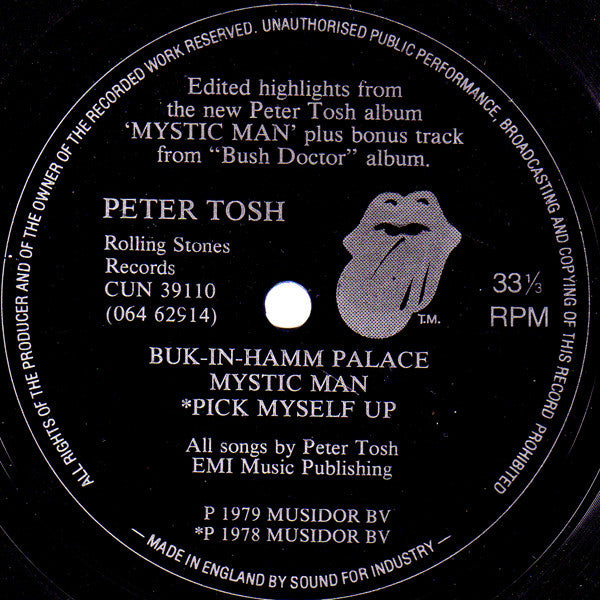 ALL RIGHTS OF THE PRODUCER AND OF THE OWNER OF THE RECORDED WORK RESERVED. UNAUTHORISED PUBLIC PERFORMANCE, BROADCASTING AND COPYING OF THIS RECORD PROHIBITED
Edited highlights from
the new Peter Tosh album
‘MYSTIC MAN’ plus bonus track
from “Bush Doctor” album.
PETER TOSH
Rolling Stones
Records
CUN 39110
(064 62914)
T.M.
33⅓
RPM
BUK-IN-HAMM PALACE
MYSTIC MAN
*PICK MYSELF UP
All songs by Peter Tosh
EMI Music Publishing
P 1979 MUSIDOR BV
*P 1978 MUSIDOR BV
— MADE IN ENGLAND BY SOUND FOR INDUSTRY —